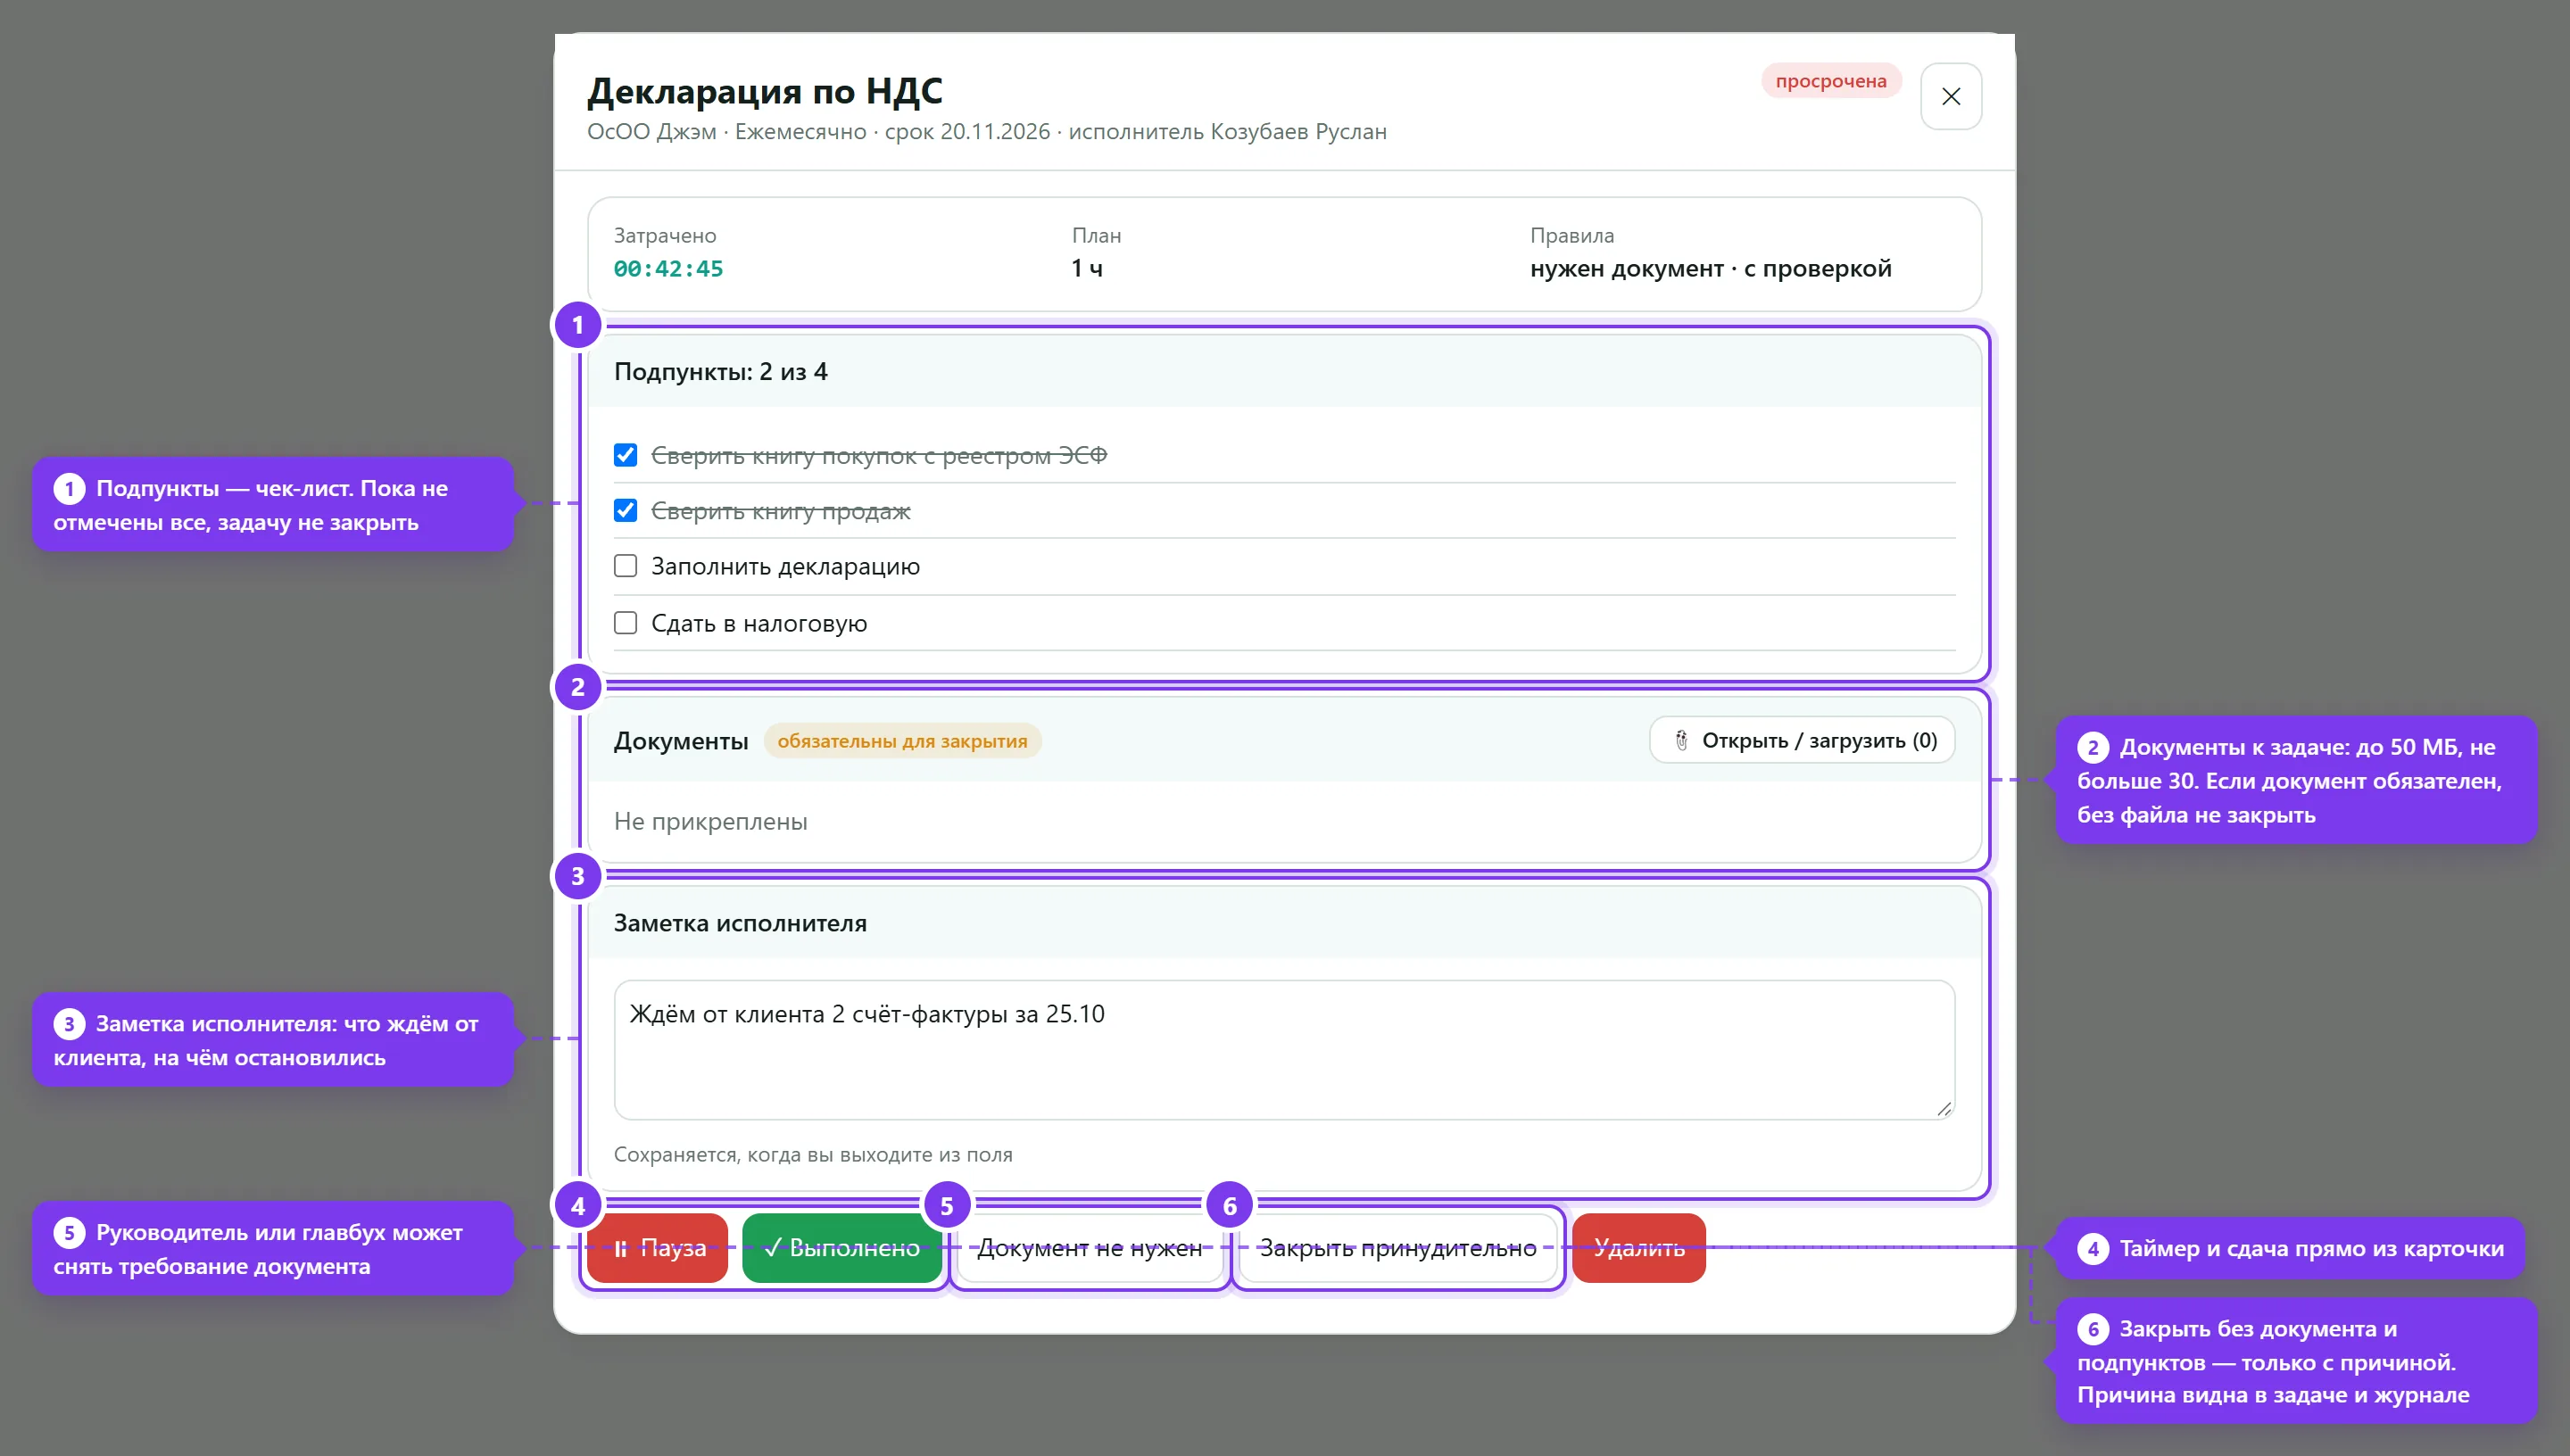 Декларация по НДС
просрочена
ОсОО Джэм · Ежемесячно · срок 20.11.2026 · исполнитель Козубаев Руслан
Затрачено
00:42:45
План
1 ч
Правила
нужен документ · с проверкой
1
Подпункты: 2 из 4
Сверить книгу покупок с реестром ЭСФ
Сверить книгу продаж
Заполнить декларацию
Сдать в налоговую
1 Подпункты — чек-лист. Пока не
отмечены все, задачу не закрыть
2
Документы
обязательны для закрытия
Открыть / загрузить (0)
Не прикреплены
2 Документы к задаче: до 50 МБ, не
больше 30. Если документ обязателен,
без файла не закрыть
3
Заметка исполнителя
Ждём от клиента 2 счёт-фактуры за 25.10
Сохраняется, когда вы выходите из поля
3 Заметка исполнителя: что ждём от
клиента, на чём остановились
4
5
6
Пауза
✓ Выполнено
Документ не нужен
Закрыть принудительно
Удалить
5 Руководитель или главбух может
снять требование документа
4 Таймер и сдача прямо из карточки
6 Закрыть без документа и
подпунктов — только с причиной.
Причина видна в задаче и журнале